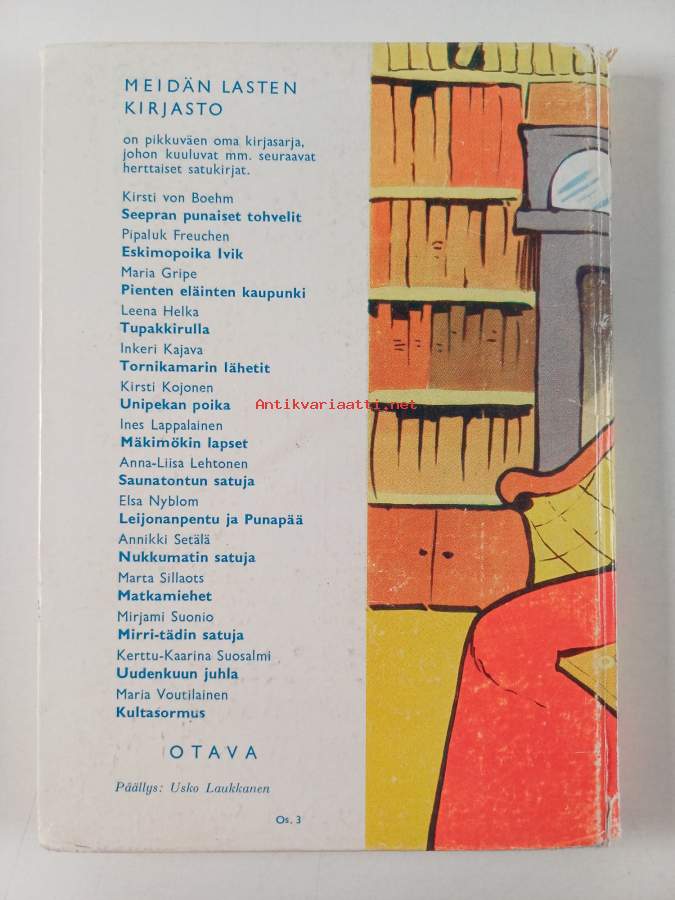 MEIDÄN LASTEN
KIRJASTO
on pikkuväen oma kirjasarja,
johon kuuluvat mm. seuraavat
herttaiset satukirjat.
Kirsti von Boehm
Seepran punaiset tohvelit
Pipaluk Freuchen
Eskimopoika Ivik
Maria Gripe
Pienten eläinten kaupunki
Leena Helka
Tupakkirulla
Inkeri Kajava
Tornikamarin lähetit
Kirsti Kojonen
Unipekan poika
Antikvariaatti.net
Ines Lappalainen
Mäkimökin lapset
Anna-Liisa Lehtonen
Saunatontun satuja
Elsa Nyblom
Leijonanpentu ja Punapää
Annikki Setälä
Nukkumatin satuja
Marta Sillaots
Matkamiehet
Mirjami Suonio
Mirri-tädin satuja
Kerttu-Kaarina Suosalmi
Uudenkuun juhla
Maria Voutilainen
Kultasormus
OTAVA
Päällys: Usko Laukkanen
Os. 3